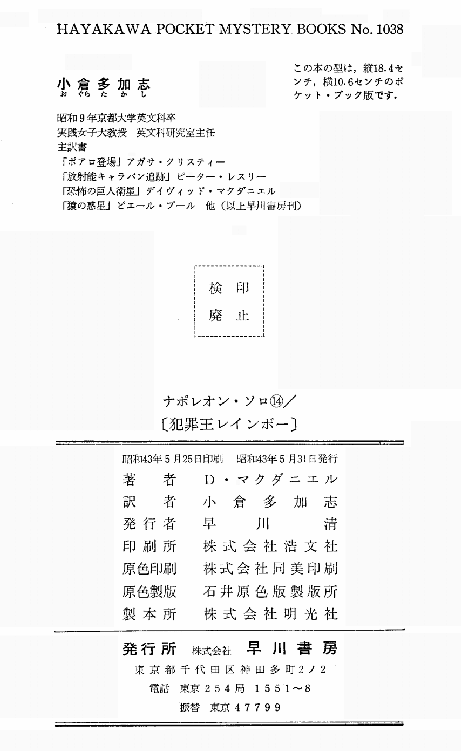 HAYAKAWA POCKET MYSTERY BOOKS No. 1038
この本の型は，縦18.4セ
ンチ，横10.6センチのポ
ケット・ブック版です．
小倉多加志
おぐらたかし
昭和9年京都大学英文科卒
実践女子大教授 英文科研究室主任
主訳書
『ポアロ登場』アガサ・クリスティー
『放射能キャラバン追跡』ピーター・レスリー
『恐怖の巨人衛星』デイヴィッド・マクダニエル
『猿の惑星』ピエール・ブール 他（以上早川書房刊）
検印
廃止
ナポレオン・ソロ⑭／
〔犯罪王レインボー〕
昭和43年5月25日印刷 昭和43年5月31日発行
著者 D・マクダニエル
訳者 小倉多加志
発行者 早川清
印刷所 株式会社浩文社
原色印刷 株式会社同美印刷
原色製版 石井原色版製版所
製本所 株式会社明光社
発行所 株式会社 早川書房
東京都千代田区神田多町2ノ2
電話 東京254局 1551～8
振替 東京47799